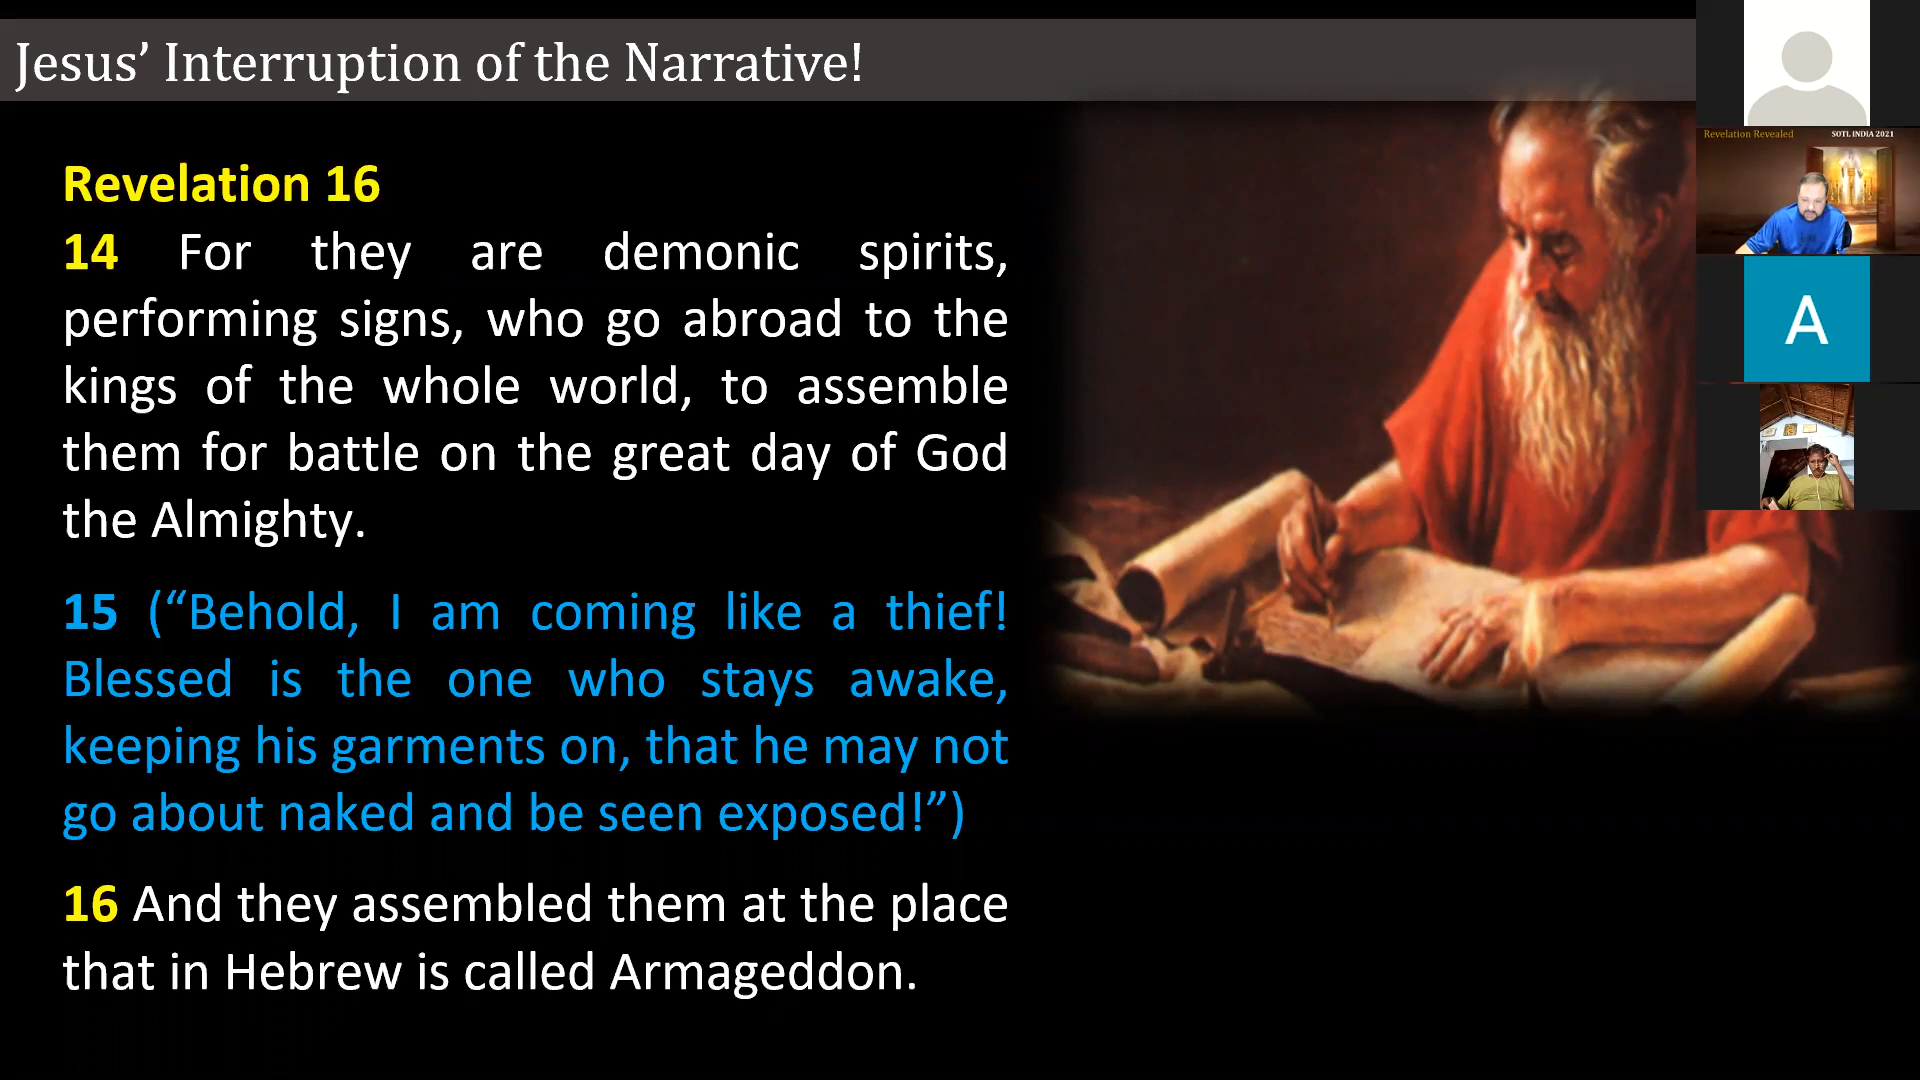 Jesus’ Interruption of the Narrative!
Revelation 16
14 For they are demonic spirits,
performing signs, who go abroad to the
kings of the whole world, to assemble
them for battle on the great day of God
the Almighty.
15 (“Behold, I am coming like a thief!
Blessed is the one who stays awake,
keeping his garments on, that he may not
go about naked and be seen exposed!”)
16 And they assembled them at the place
that in Hebrew is called Armageddon.
Revelation Revealed
SOTL INDIA 2021
A